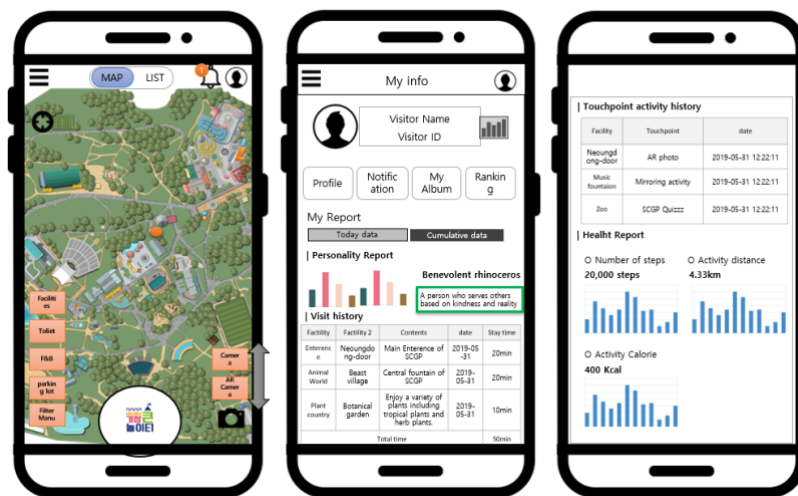 MAP
LIST
1
Faciliti
es
Toliet
F&B
parkin
g lot
Filter
Menu
Camer
a
AR
Camer
a
놀이터
My info
Visitor Name
Visitor ID
Profile
Notific
ation
My
Album
Rankin
g
My Report
Today data
Cumulative data
| Personality Report
Benevolent rhinoceros
A person who serves others
based on kindness and reality
| Visit history
Factility
Factility 2
Contents
date
Stay time
Enterenc
e
Neoungdo
ng-door
Main Enterence of
SCGP
2019-05
-31
20min
Animal
World
Beast
village
Central fountain of
SCGP
2019-
05-31
20min
Plant
country
Botanical
garden
Enjoy a variety of
plants including
tropical plants and
herb plants.
2019-
05-31
10min
Total time
50min
| Touchpoint activity history
Facility
Touchpoint
date
Neoungd
ong-door
AR photo
2019-05-31 12:22:11
Music
fountaion
Mirroring activity
2019-05-31 12:22:11
Zoo
SCGP Quizzz
2019-05-31 12:22:11
| Healht Report
O Number of steps
20,000 steps
O Activity distance
4.33km
O Activity Calorie
400 Kcal